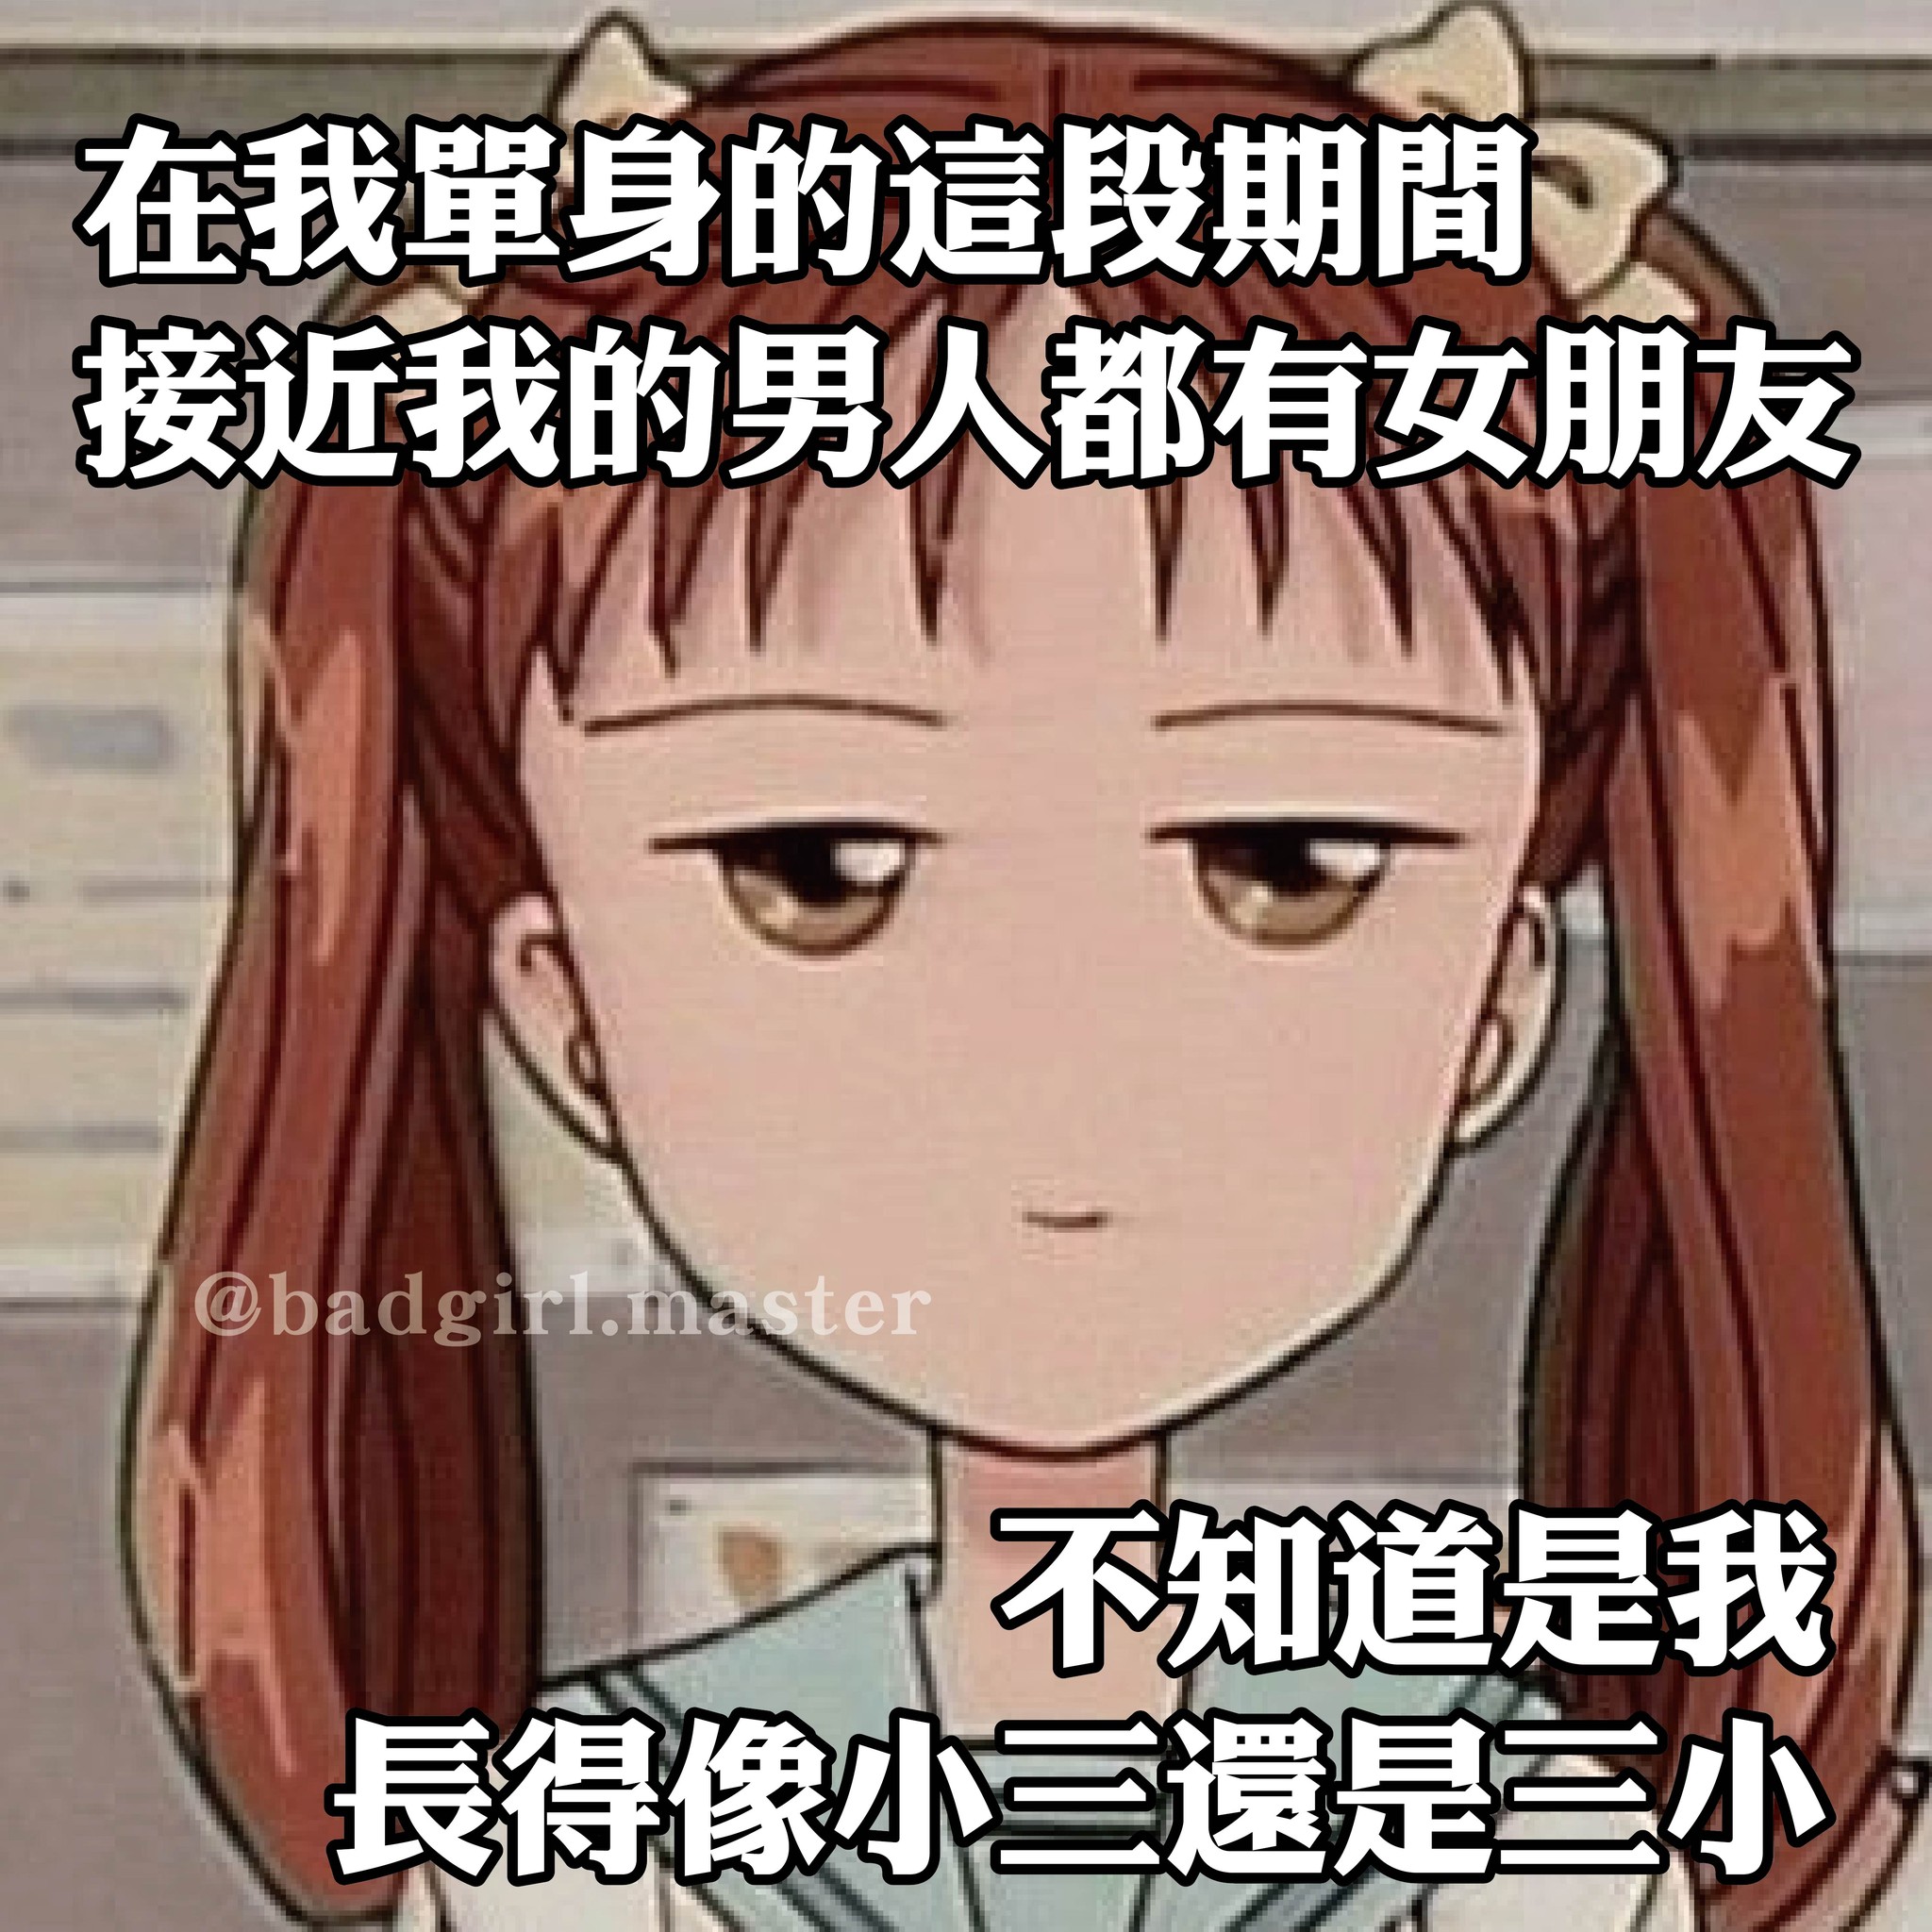 在我單身的這段期間
接近我的男人都有女朋友
@badgirl.master
不知道是我
長得像小三還是三小